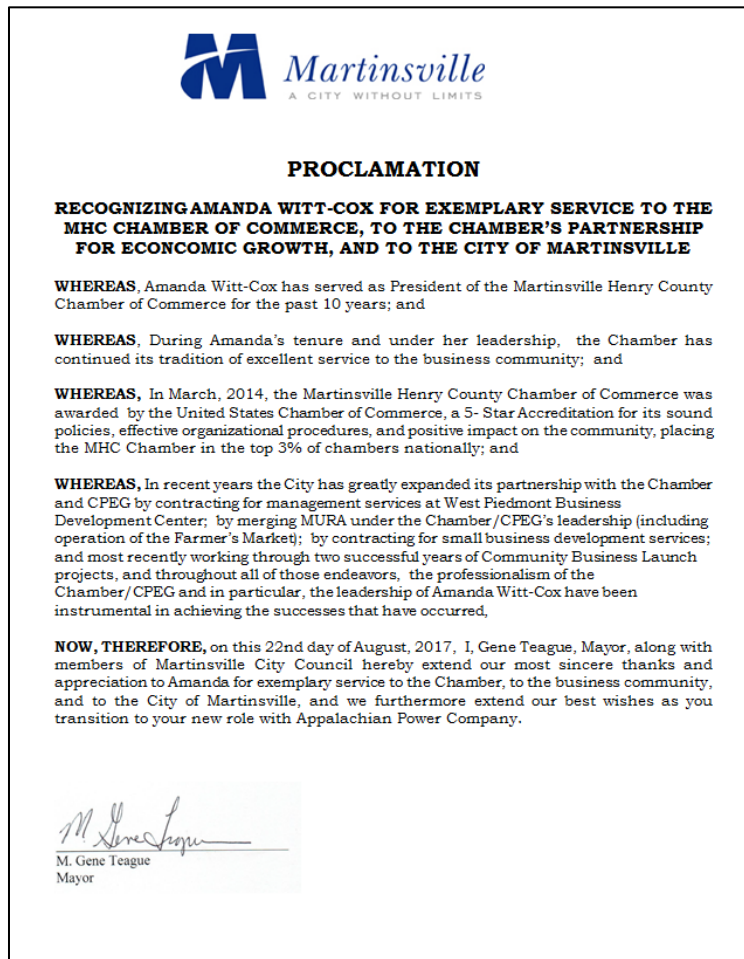 Martinsville
A CITY WITHOUT LIMITS
PROCLAMATION
RECOGNIZING AMANDA WITT-COX FOR EXEMPLARY SERVICE TO THE
MHC CHAMBER OF COMMERCE, TO THE CHAMBER'S PARTNERSHIP
FOR ECONCOMIC GROWTH, AND TO THE CITY OF MARTINSVILLE
WHEREAS, Amanda Witt-Cox has served as President of the Martinsville Henry County
Chamber of Commerce for the past 10 years; and
WHEREAS, During Amanda's tenure and under her leadership, the Chamber has
continued its tradition of excellent service to the business community; and
WHEREAS, In March, 2014, the Martinsville Henry County Chamber of Commerce was
awarded by the United States Chamber of Commerce, a 5- Star Accreditation for its sound
policies, effective organizational procedures, and positive impact on the community, placing
the MHC Chamber in the top 3% of chambers nationally; and
WHEREAS, In recent years the City has greatly expanded its partnership with the Chamber
and CPEG by contracting for management services at West Piedmont Business
Development Center; by merging MURA under the Chamber/CPEG's leadership (including
operation of the Farmer's Market); by contracting for small business development services;
and most recently working through two successful years of Community Business Launch
projects, and throughout all of those endeavors, the professionalism of the
Chamber/CPEG and in particular, the leadership of Amanda Witt-Cox have been
instrumental in achieving the successes that have occurred,
NOW, THEREFORE, on this 22nd day of August, 2017, I, Gene Teague, Mayor, along with
members of Martinsville City Council hereby extend our most sincere thanks and
appreciation to Amanda for exemplary service to the Chamber, to the business community,
and to the City of Martinsville, and we furthermore extend our best wishes as you
transition to your new role with Appalachian Power Company.
M. Gene Teague
M. Gene Teague
Mayor